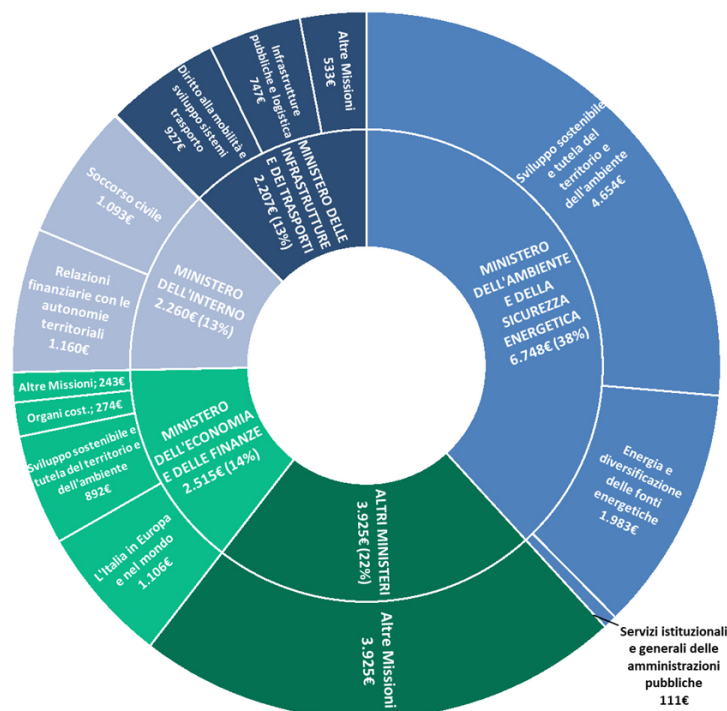 Sviluppo sostenibile
e tutela del
territorio e
dell'ambiente
4.654€
MINISTERO
DELL'AMBIENTE
E DELLA
SICUREZZA
ENERGETICA
6.748€ (38%)
Energia e
diversificazione
delle fonti
energetiche
1.983€
Servizi istituzionali
e generali delle
amministrazioni
pubbliche
111€
ALTRI MINISTERI
3.925€ (22%)
Altre Missioni
3.925€
MINISTERO
DELL'ECONOMIA
E DELLE FINANZE
2.515€ (14%)
L'Italia in Europa
e nel mondo
1.106€
Sviluppo sostenibile e
tutela del territorio e
dell'ambiente
892€
Organi cost.; 274€
Altre Missioni; 243€
MINISTERO
DELL'INTERNO
2.260€ (13%)
Relazioni
finanziarie con le
autonomie
territoriali
1.160€
Soccorso civile
1.093€
MINISTERO DELLE
INFRASTRUTTURE
E DEI TRASPORTI
2.207€ (13%)
Diritto alla mobilità e
sviluppo sistemi
trasporto
927€
Infrastrutture
pubbliche e logistica
747€
Altre Missioni
533€